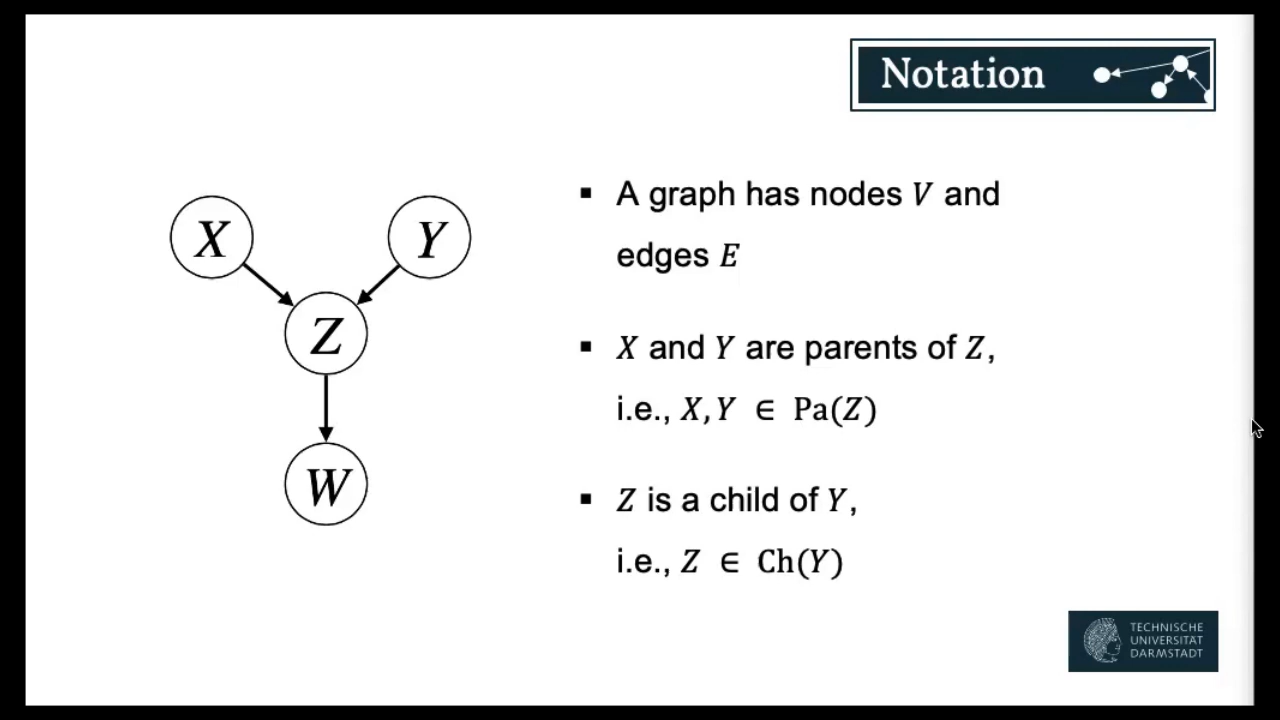 Notation
X
Y
Z
W
▪ A graph has nodes V and
edges E
▪ X and Y are parents of Z,
i.e., X, Y ∈ Pa(Z)
▪ Z is a child of Y,
i.e., Z ∈ Ch(Y)
TECHNISCHE
UNIVERSITÄT
DARMSTADT